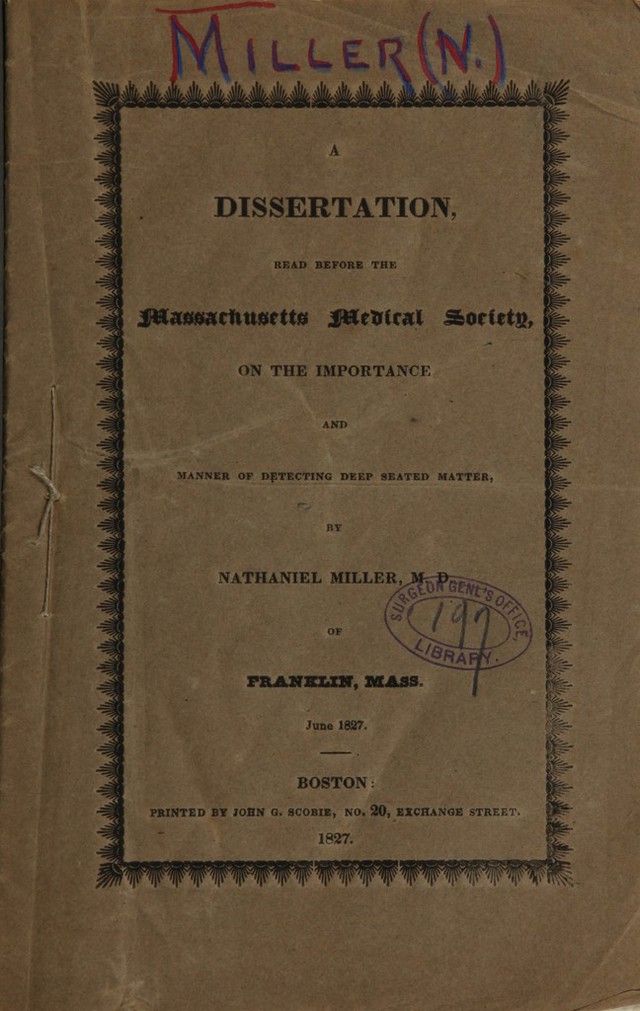 MILLER (N.)
A
DISSERTATION,
READ BEFORE THE
Massachusetts Medical Society,
ON THE IMPORTANCE
AND
MANNER OF DETECTING DEEP SEATED MATTER,
BY
NATHANIEL MILLER, M. D.
OF
FRANKLIN, MASS.
June 1827.
BOSTON:
PRINTED BY JOHN G. SCOBIE, NO. 20, EXCHANGE STREET.
1827.
SURGEON GENL'S OFFICE
197
LIBRARY.